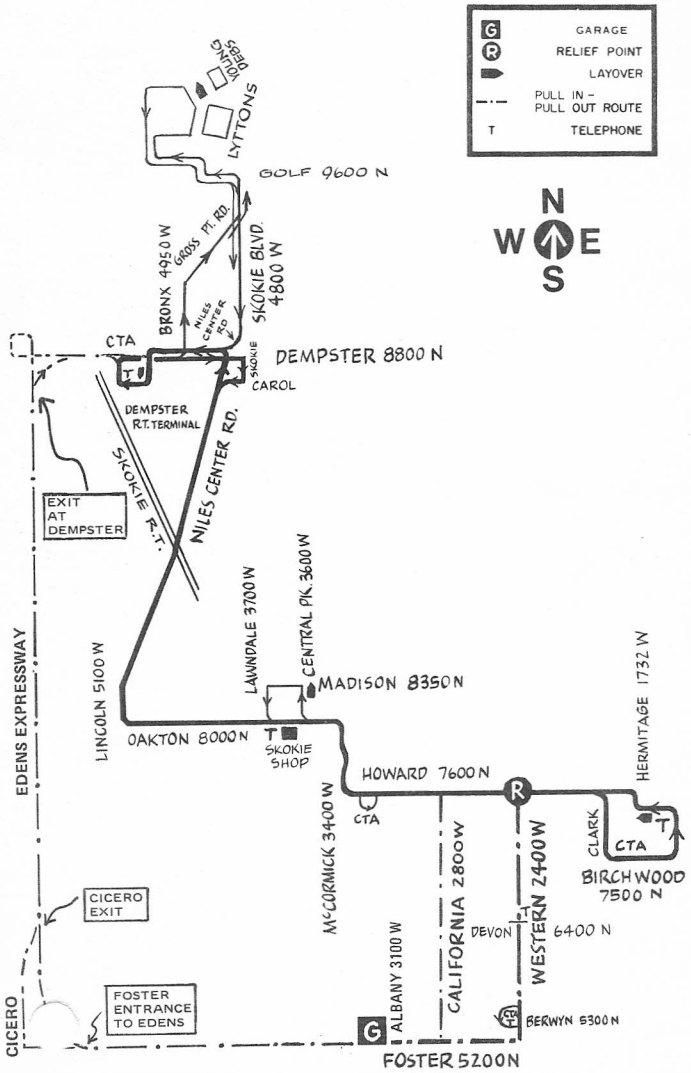 G GARAGE
R RELIEF POINT
LAYOVER
PULL IN -
PULL OUT ROUTE
T TELEPHONE
N
W E
S
YOUNG
DEBS
LYTTONS
GOLF 9600 N
BRONX 4950 W
GROSS PT. RD.
SKOKIE BLVD.
4800 W
NILES
CENTER
RD
CTA
SKOKIE
DEMPSTER 8800 N
T
CAROL
DEMPSTER
R.T. TERMINAL
SKOKIE R.T.
NILES CENTER RD.
EXIT
AT
DEMPSTER
EDENS EXPRESSWAY
LINCOLN 5100 W
LAWNDALE 3700 W
CENTRAL PK. 3600 W
MADISON 8350 N
OAKTON 8000 N
T
SKOKIE
SHOP
HERMITAGE 1732 W
HOWARD 7600 N
R
CTA
McCORMICK 3400 W
CLARK
T
CTA
BIRCHWOOD
7500 N
CALIFORNIA 2800 W
WESTERN 2400 W
CICERO
EXIT
T
DEVON 6400 N
ALBANY 3100 W
CICERO
FOSTER
ENTRANCE
TO EDENS
G
CTA
T
BERWYN 5300 N
FOSTER 5200 N